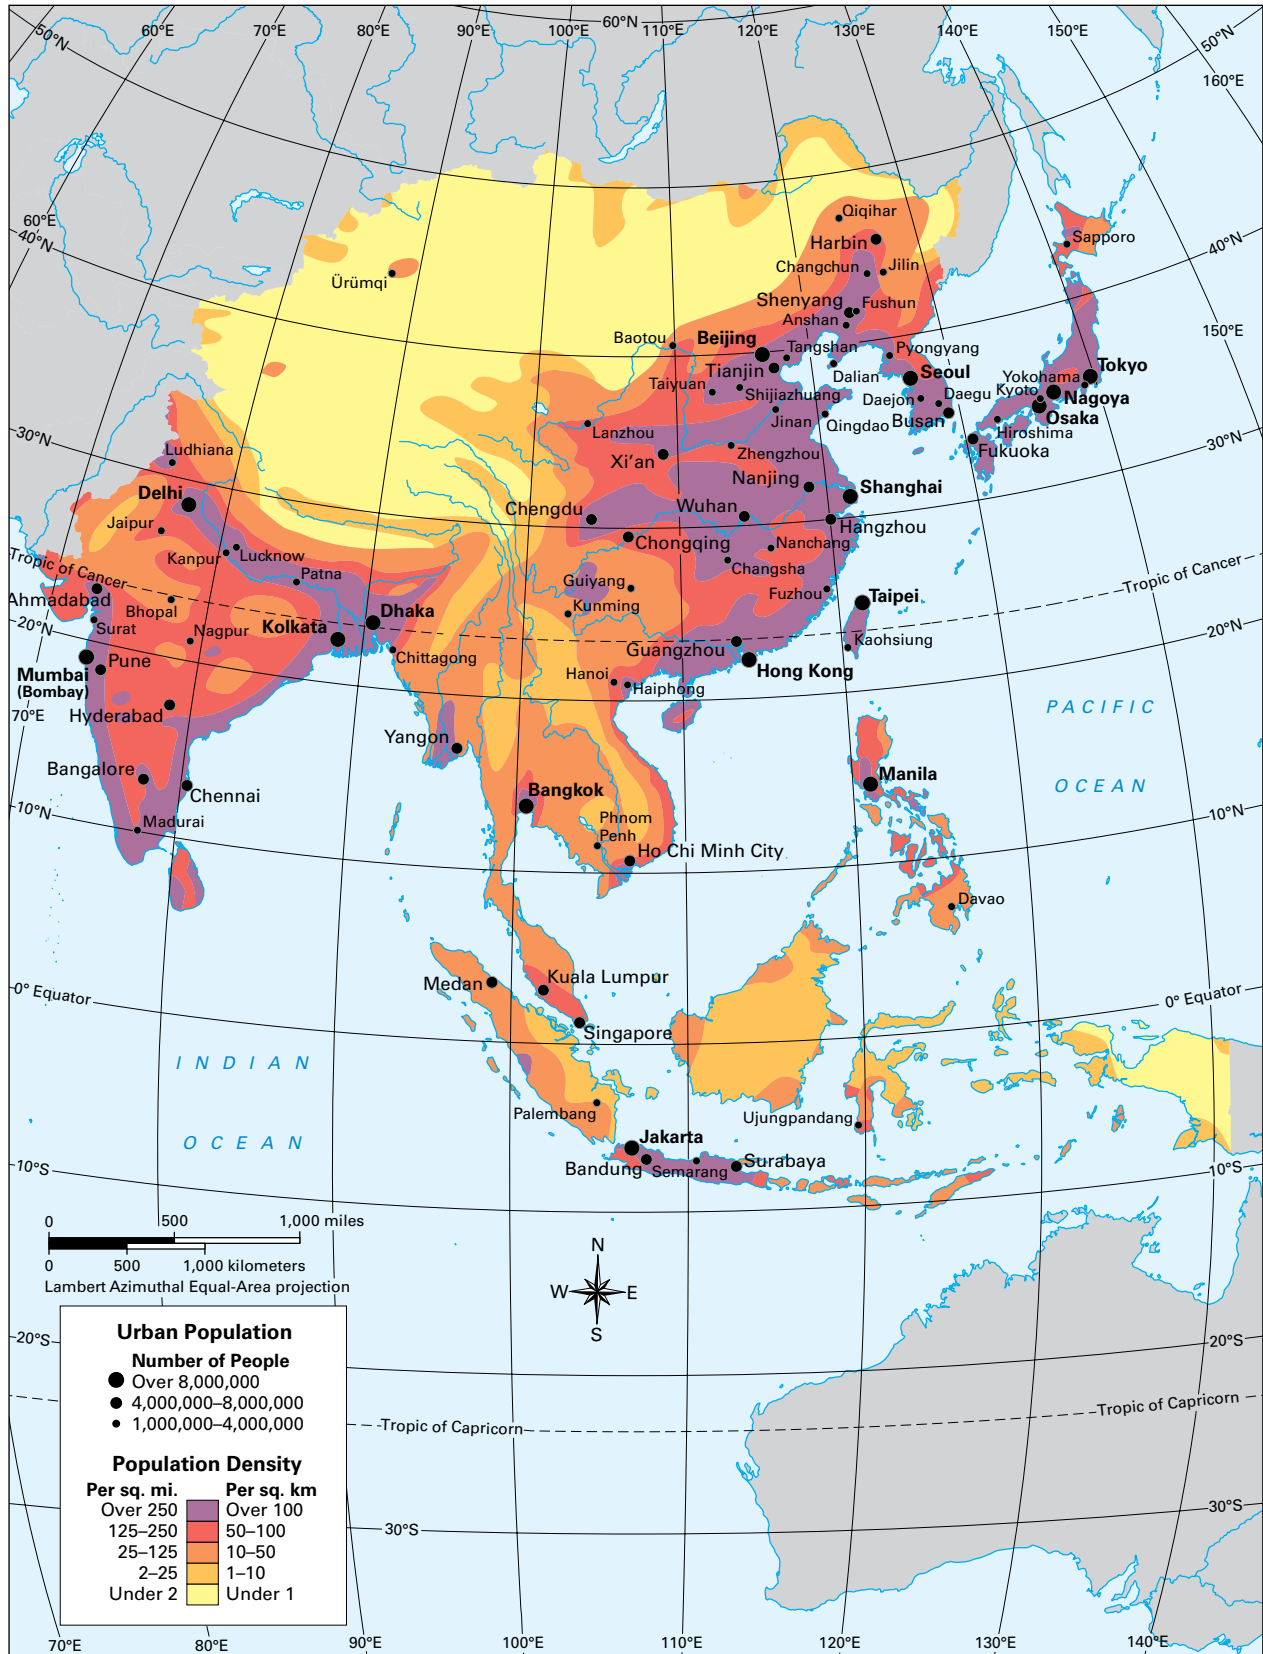 60°N
50°N
60°E
70°E
80°E
90°E
100°E
110°E
120°E
130°E
140°E
150°E
50°N
160°E
60°E
40°N
40°N
150°E
30°N
30°N
Qiqihar
Harbin
Changchun
Jilin
Sapporo
Ürümqi
Shenyang
Fushun
Anshan
Baotou
Beijing
Tangshan
Pyongyang
Tianjin
Dalian
Seoul
Tokyo
Yokohama
Kyoto
Nagoya
Taiyuan
Shijiazhuang
Daejon
Daegu
Osaka
Jinan
Qingdao
Busan
Hiroshima
Lanzhou
Fukuoka
Ludhiana
Zhengzhou
Xi’an
Nanjing
Shanghai
Delhi
Chengdu
Wuhan
Hangzhou
Jaipur
Chongqing
Nanchang
Kanpur
Lucknow
Changsha
Tropic of Cancer
Tropic of Cancer
Patna
Guiyang
Fuzhou
Taipei
Ahmadabad
Bhopal
Dhaka
Kunming
20°N
20°N
Surat
Nagpur
Kolkata
Kaohsiung
Chittagong
Guangzhou
Hong Kong
Mumbai
(Bombay)
Pune
Hanoi
Haiphong
70°E
Hyderabad
PACIFIC
OCEAN
Yangon
Bangalore
Chennai
Bangkok
Manila
10°N
10°N
Madurai
Phnom
Penh
Ho Chi Minh City
Davao
Medan
Kuala Lumpur
0° Equator
0° Equator
Singapore
INDIAN
OCEAN
Palembang
Ujungpandang
Jakarta
Bandung
Semarang
Surabaya
10°S
10°S
0 500 1,000 miles
0 500 1,000 kilometers
Lambert Azimuthal Equal-Area projection
N
W
E
S
20°S
20°S
Tropic of Capricorn
Tropic of Capricorn
30°S
30°S
Urban Population
Number of People
Over 8,000,000
4,000,000–8,000,000
1,000,000–4,000,000
Population Density
Per sq. mi. Per sq. km
Over 250 Over 100
125–250 50–100
25–125 10–50
2–25 1–10
Under 2 Under 1
70°E
80°E
90°E
100°E
110°E
120°E
130°E
140°E